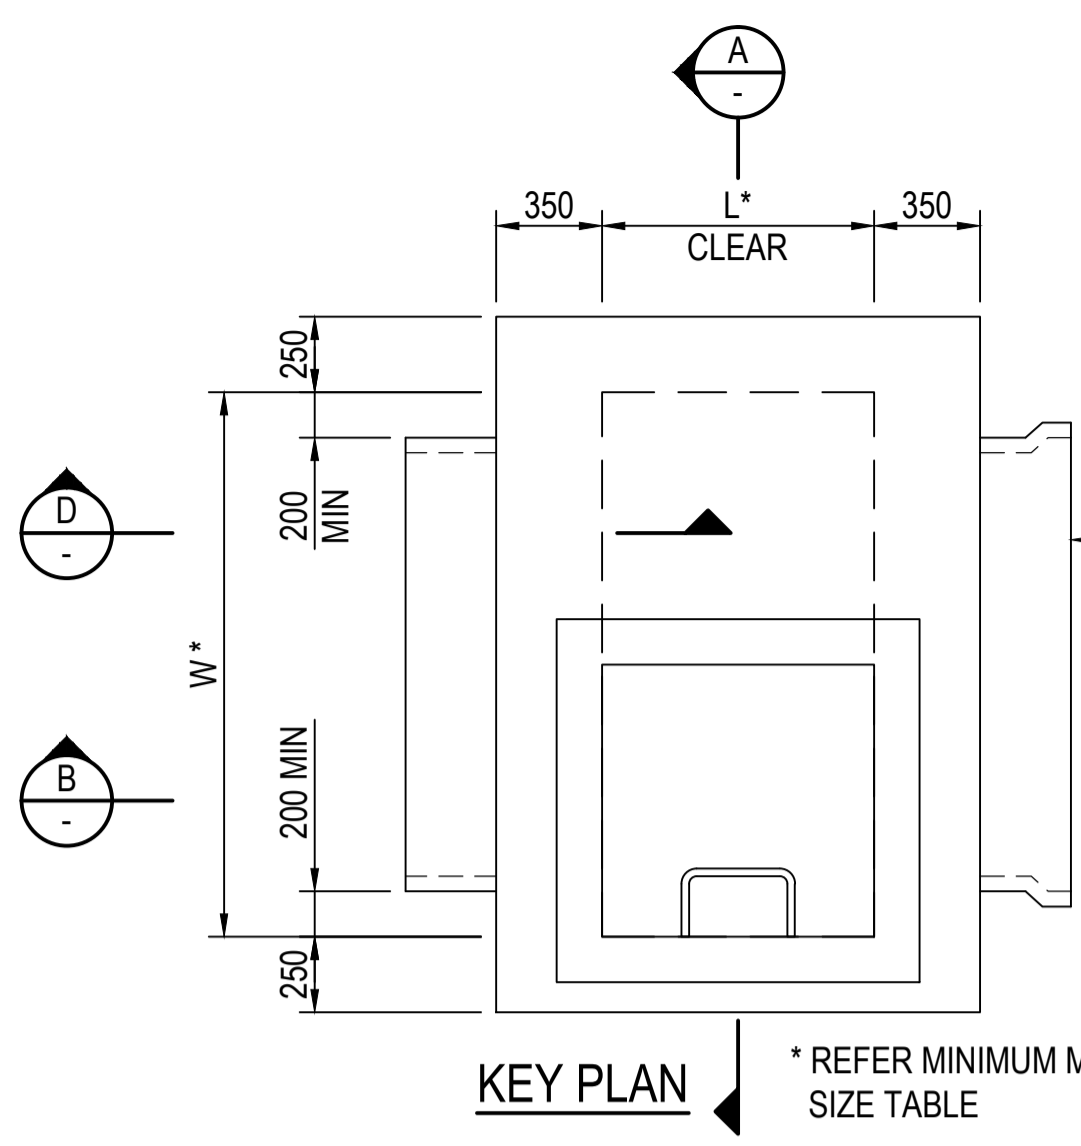 A
-
350
L*
CLEAR
350
250
200
MIN
D
-
W *
B
-
200 MIN
250
KEY PLAN
* REFER MINIMUM
SIZE TABLE